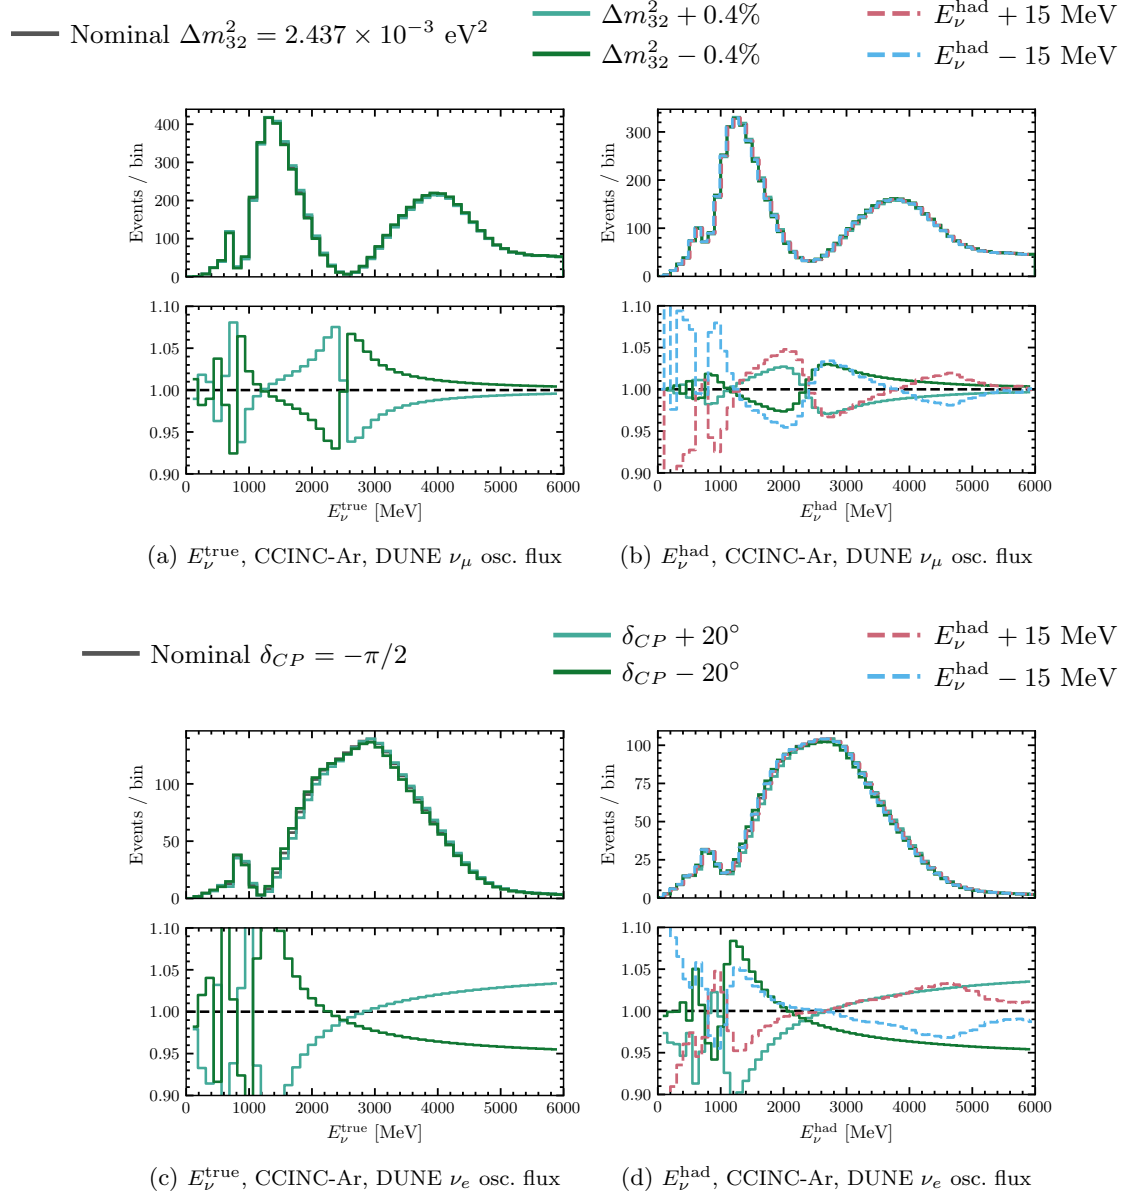 Nominal Δm²₃₂ = 2.437 × 10⁻³ eV²
Δm²₃₂ + 0.4%
Δm²₃₂ − 0.4%
E_ν^had + 15 MeV
E_ν^had − 15 MeV
400
300
200
100
0
Events / bin
300
200
100
0
Events / bin
1.10
1.05
1.00
0.95
0.90
0 1000 2000 3000 4000 5000 6000
E_ν^true [MeV]
1.10
1.05
1.00
0.95
0.90
0 1000 2000 3000 4000 5000 6000
E_ν^had [MeV]
(a) E_ν^true, CCINC-Ar, DUNE ν_μ osc. flux
(b) E_ν^had, CCINC-Ar, DUNE ν_μ osc. flux
Nominal δ_CP = −π/2
δ_CP + 20°
δ_CP − 20°
E_ν^had + 15 MeV
E_ν^had − 15 MeV
100
50
0
Events / bin
100
75
50
25
0
Events / bin
1.10
1.05
1.00
0.95
0.90
0 1000 2000 3000 4000 5000 6000
E_ν^true [MeV]
1.10
1.05
1.00
0.95
0.90
0 1000 2000 3000 4000 5000 6000
E_ν^had [MeV]
(c) E_ν^true, CCINC-Ar, DUNE ν_e osc. flux
(d) E_ν^had, CCINC-Ar, DUNE ν_e osc. flux